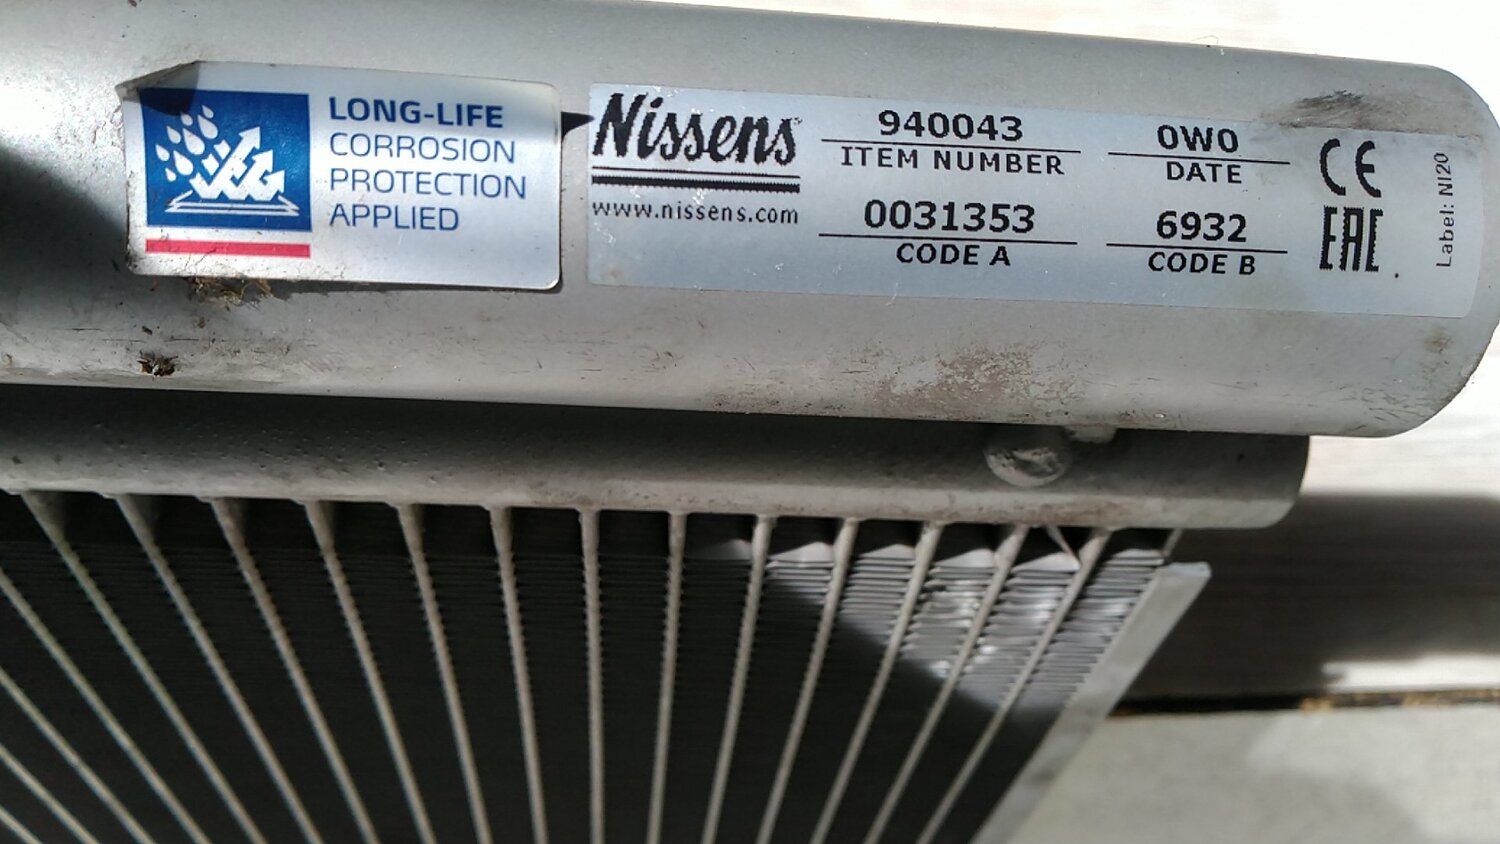 LONG-LIFE
CORROSION
PROTECTION
APPLIED
Nissens
www.nissens.com
940043
ITEM NUMBER
0031353
CODE A
0W0
DATE
6932
CODE B
CE
EAC
Label: NI20